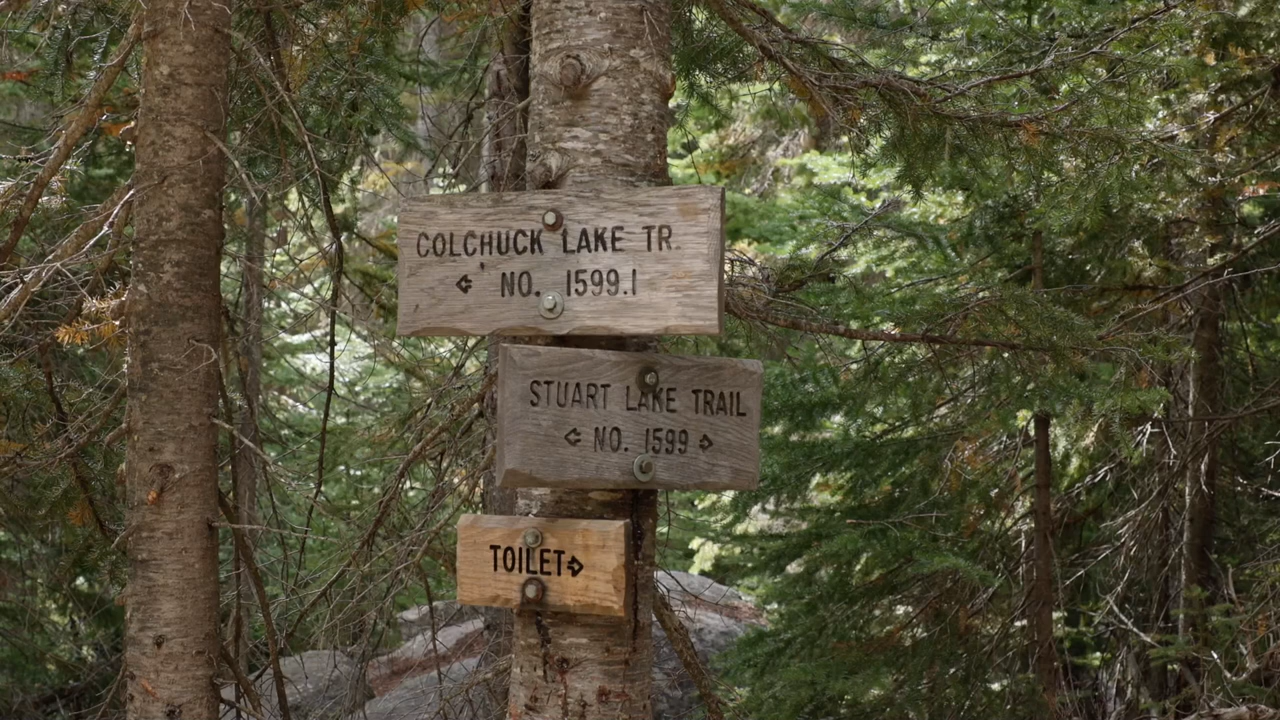 COLCHUCK LAKE TR.
← NO. 1599.1
STUART LAKE TRAIL
← NO. 1599 →
TOILET→